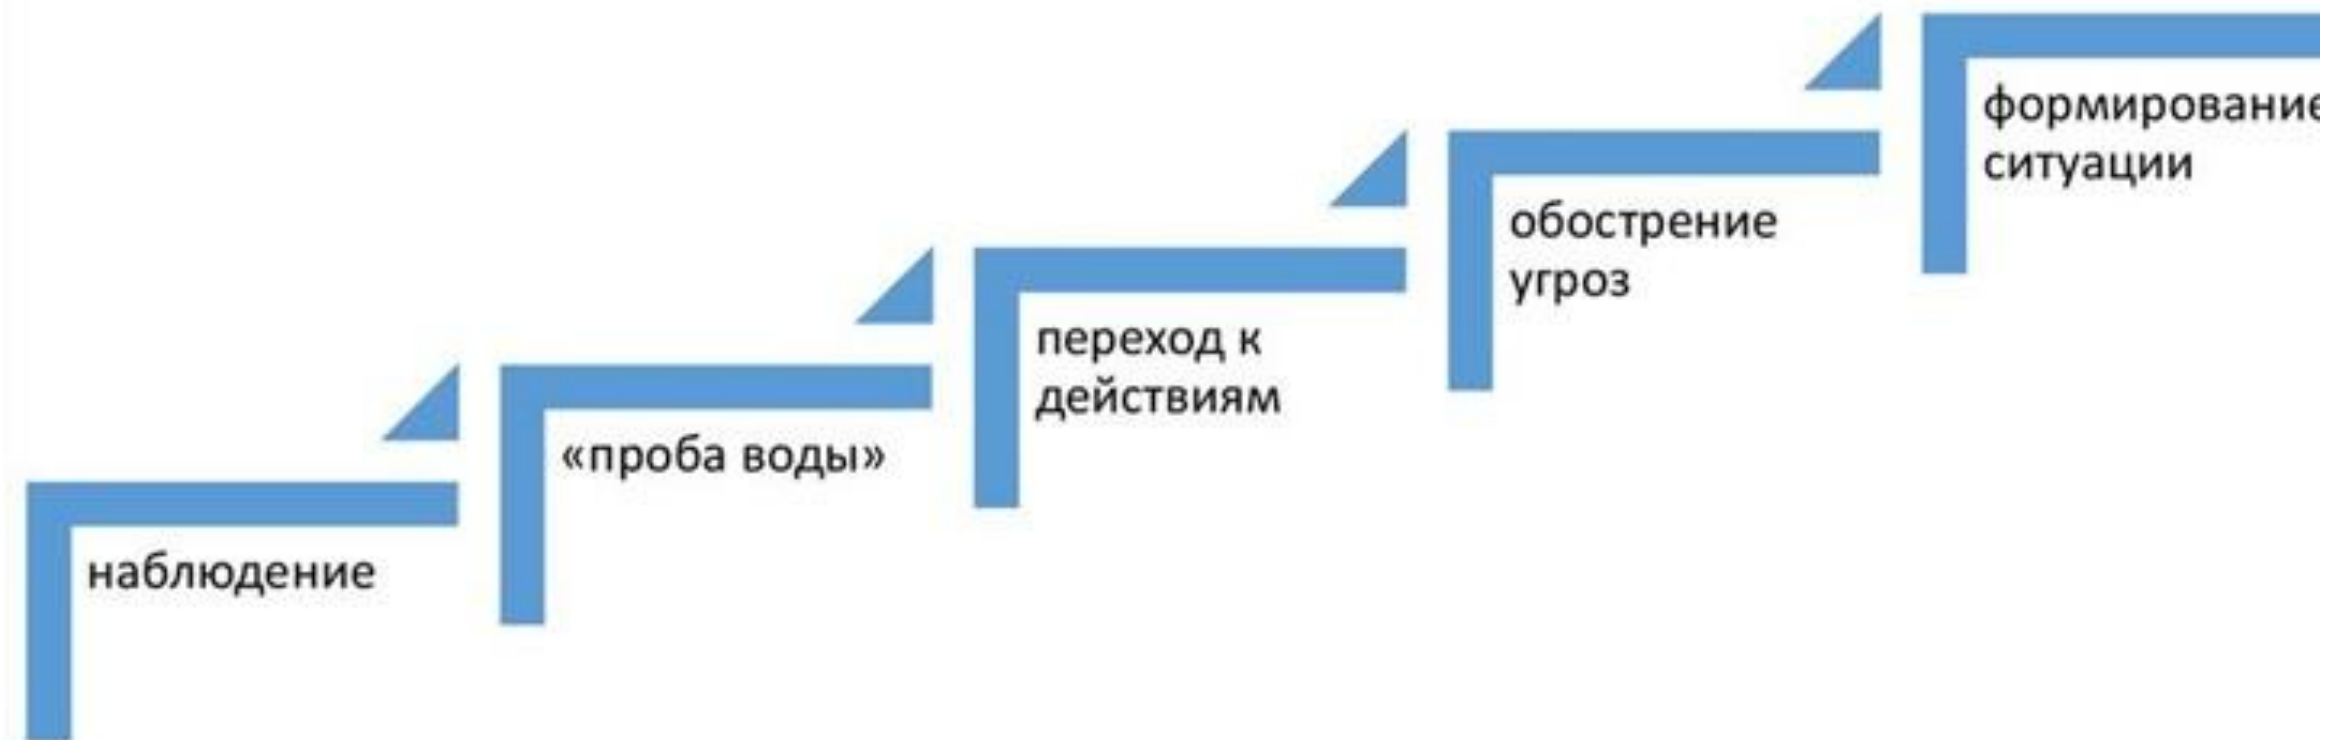 наблюдение
«проба воды»
переход к
действиям
обострение
угроз
формирование
ситуации